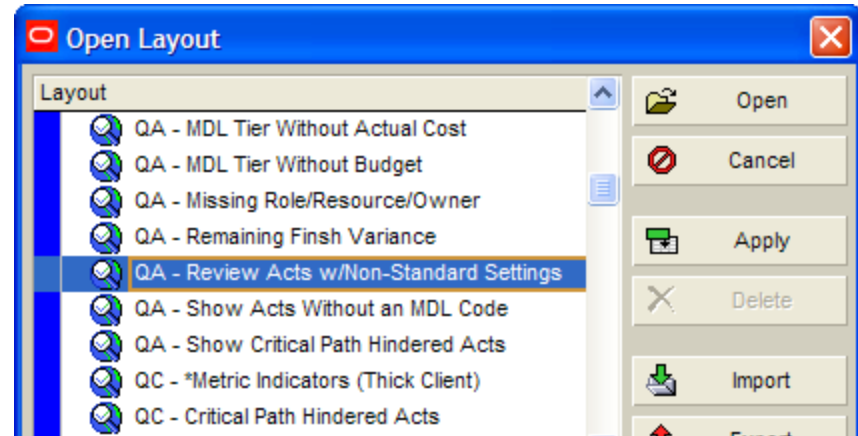 Open Layout
Layout
QA - MDL Tier Without Actual Cost
QA - MDL Tier Without Budget
QA - Missing Role/Resource/Owner
QA - Remaining Finsh Variance
QA - Review Acts w/Non-Standard Settings
QA - Show Acts Without an MDL Code
QA - Show Critical Path Hindered Acts
QC - *Metric Indicators (Thick Client)
QC - Critical Path Hindered Acts
Open
Cancel
Apply
Delete
Import
Export